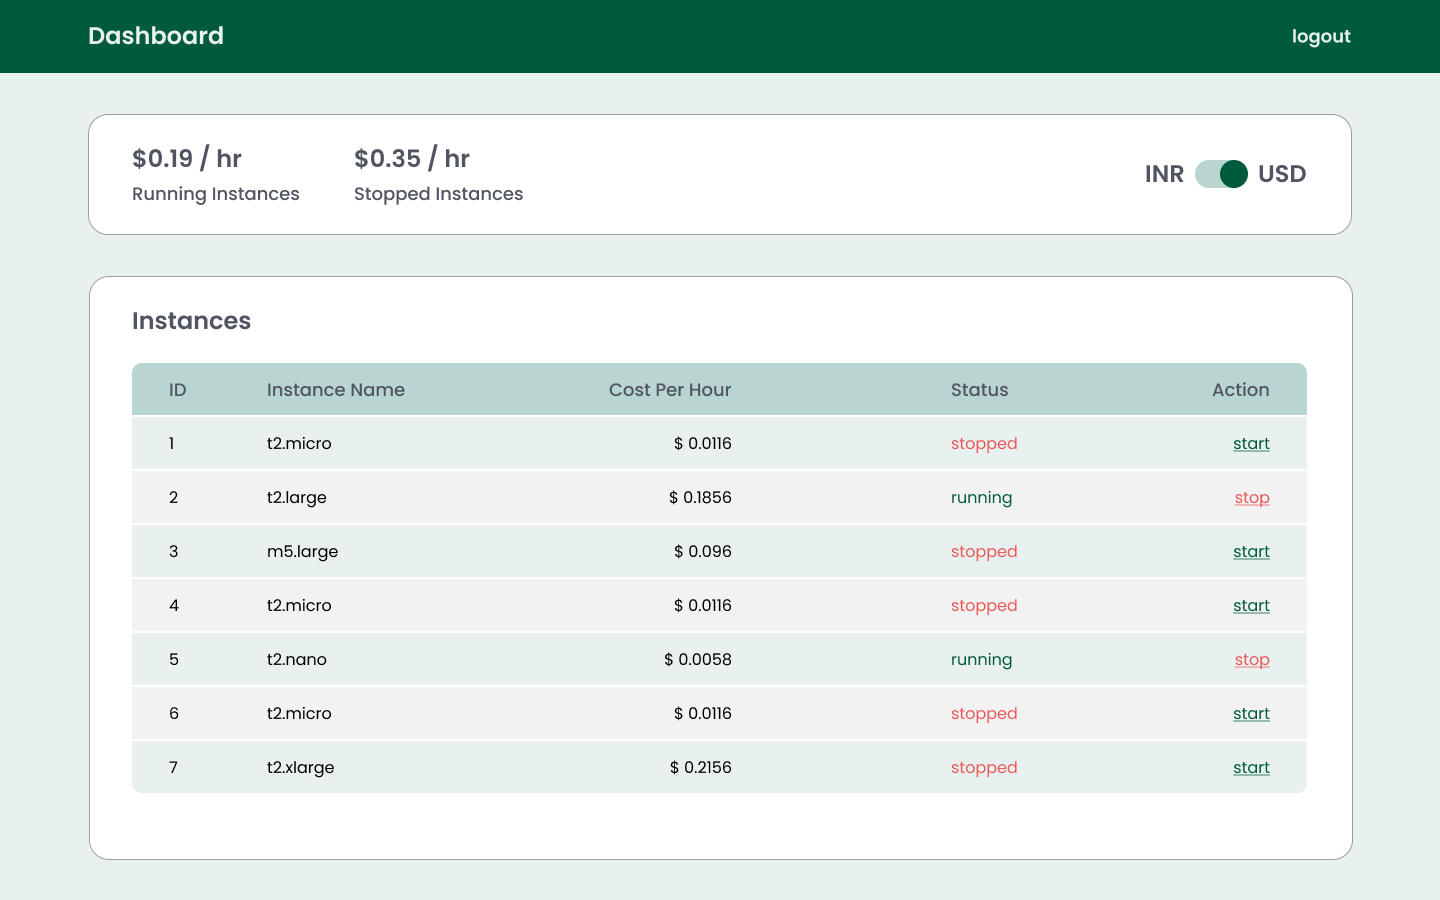 Dashboard
logout
$0.19 / hr
$0.35 / hr
Running Instances
Stopped Instances
INR
USD
Instances
ID Instance Name Cost Per Hour Status Action
1 t2.micro $ 0.0116 stopped start
2 t2.large $ 0.1856 running stop
3 m5.large $ 0.096 stopped start
4 t2.micro $ 0.0116 stopped start
5 t2.nano $ 0.0058 running stop
6 t2.micro $ 0.0116 stopped start
7 t2.xlarge $ 0.2156 stopped start